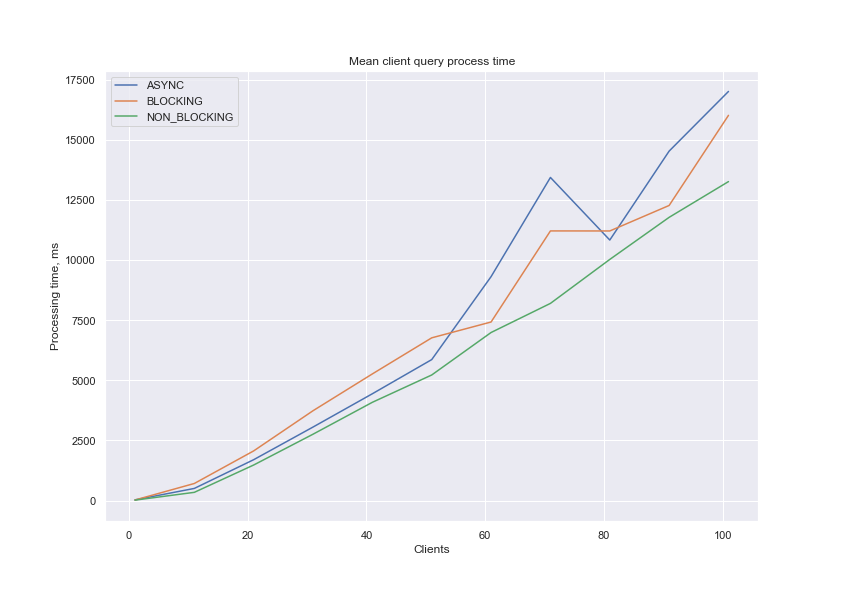 Mean client query process time
ASYNC
BLOCKING
NON_BLOCKING
17500
15000
12500
10000
7500
5000
2500
0
Processing time, ms
0 20 40 60 80 100
Clients